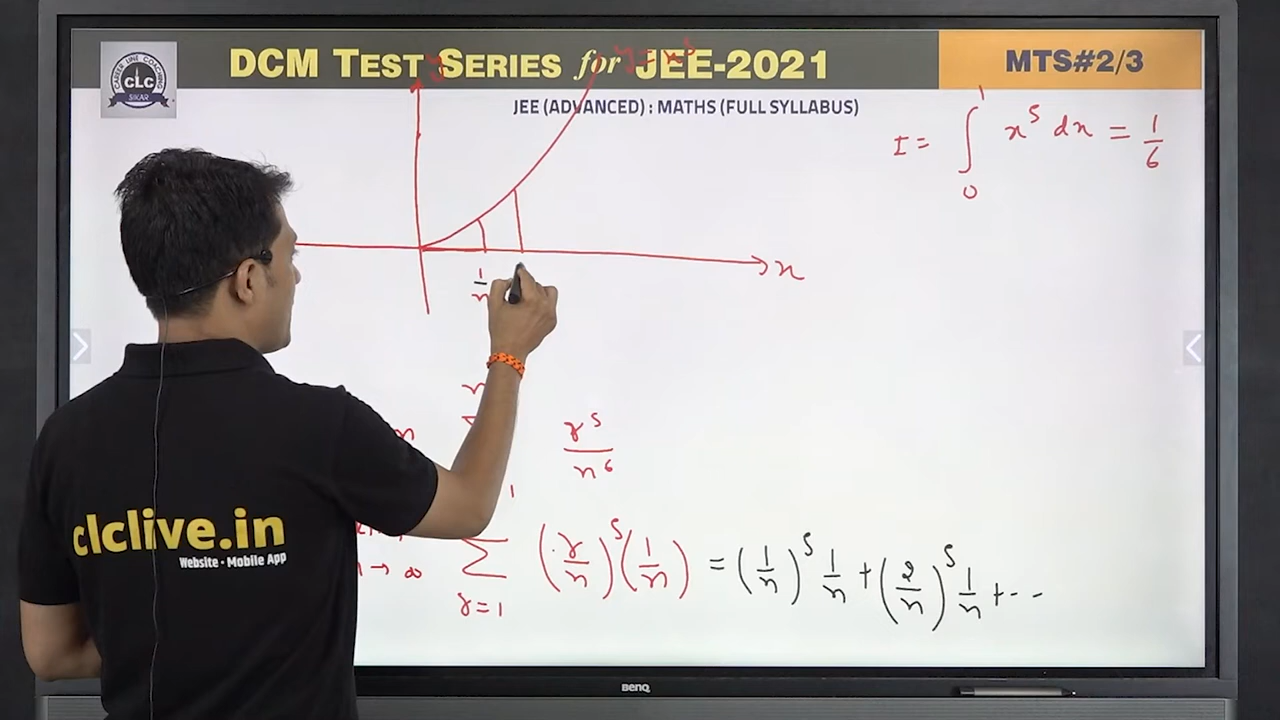 DCM TEST SERIES for JEE-2021
MTS#2/3
CAREER LINE COACHING
CLC
SIKAR
JEE (ADVANCED) : MATHS (FULL SYLLABUS)
y = x⁵
I = ∫₀¹ x⁵ dx = 1/6
x
1/n
n
r⁵/n⁶
n → ∞ ∑ r=1 (r/n)⁵ (1/n) = (1/n)⁵ 1/n + (2/n)⁵ 1/n + - -
clclive.in
Website • Mobile App
BenQ